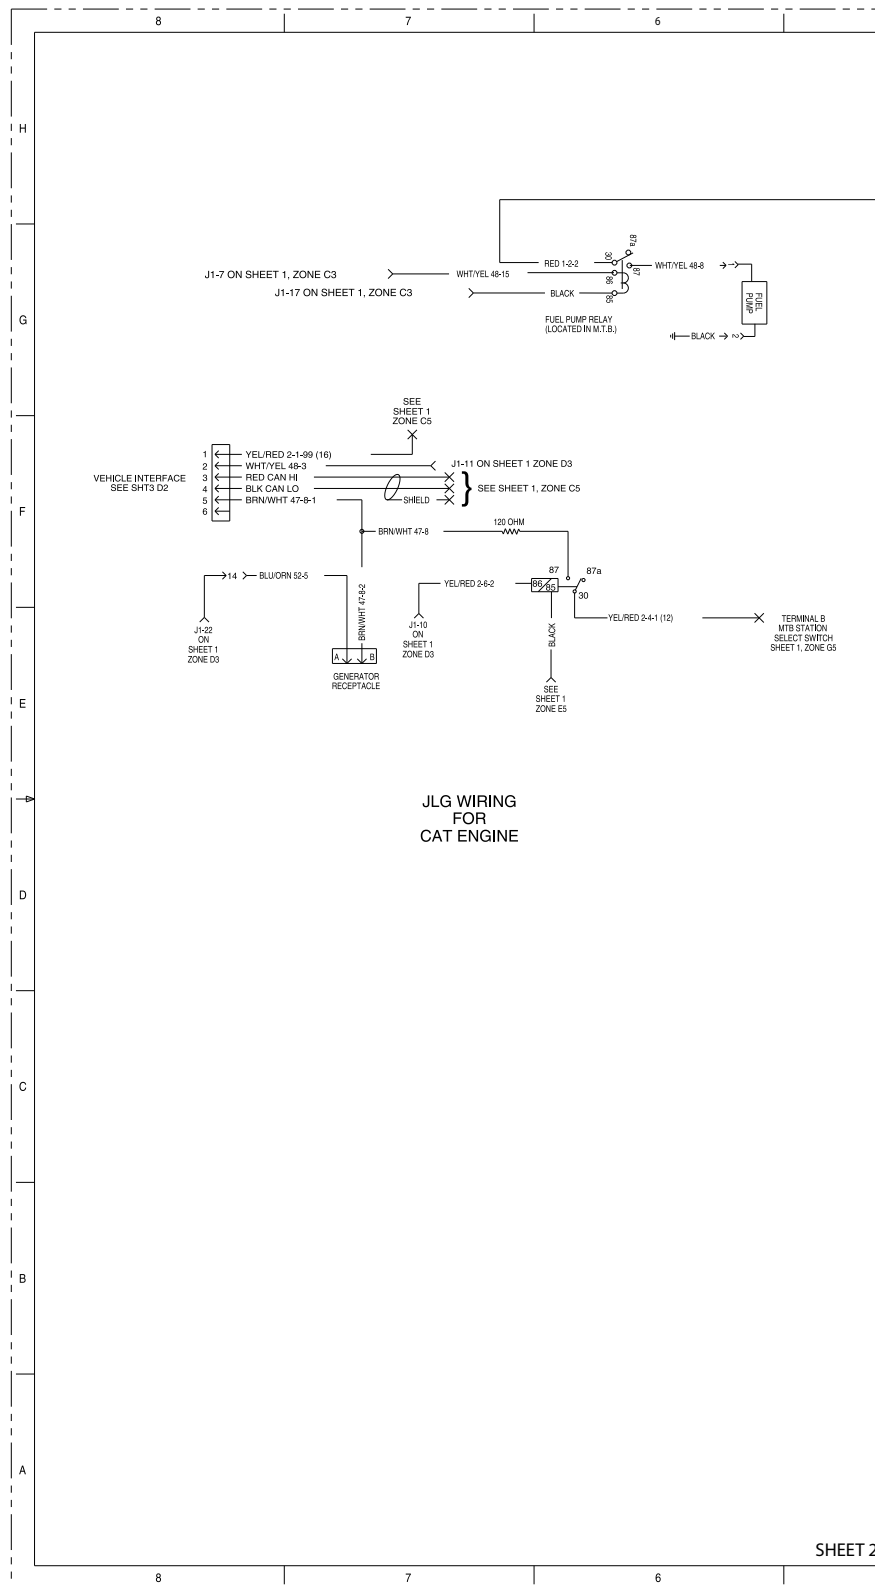 8 7 6
H
G
F
E
D
C
B
A
87a
30
RED 1-2-2
WHT/YEL 48-8
1
87
J1-7 ON SHEET 1, ZONE C3
WHT/YEL 48-15
86
J1-17 ON SHEET 1, ZONE C3
BLACK
85
FUEL
PUMP
FUEL PUMP RELAY
(LOCATED IN M.T.B.)
BLACK
2
SEE
SHEET 1
ZONE C5
VEHICLE INTERFACE
SEE SHT3 D2
1 YEL/RED 2-1-99 (16)
2 WHT/YEL 48-3
J1-11 ON SHEET 1 ZONE D3
3 RED CAN HI
4 BLK CAN LO
SEE SHEET 1, ZONE C5
5 BRN/WHT 47-8-1
SHIELD
6
BRN/WHT 47-8
120 OHM
14
BLU/ORN 52-5
BRN/WHT 47-8-2
YEL/RED 2-6-2
86
85
87
87a
30
YEL/RED 2-4-1 (12)
TERMINAL B
MTB STATION
SELECT SWITCH
SHEET 1, ZONE G5
J1-22
ON
SHEET 1
ZONE D3
J1-10
ON
SHEET 1
ZONE D3
BLACK
A B
GENERATOR
RECEPTACLE
SEE
SHEET 1
ZONE E5
JLG WIRING
FOR
CAT ENGINE
SHEET 2
8 7 6